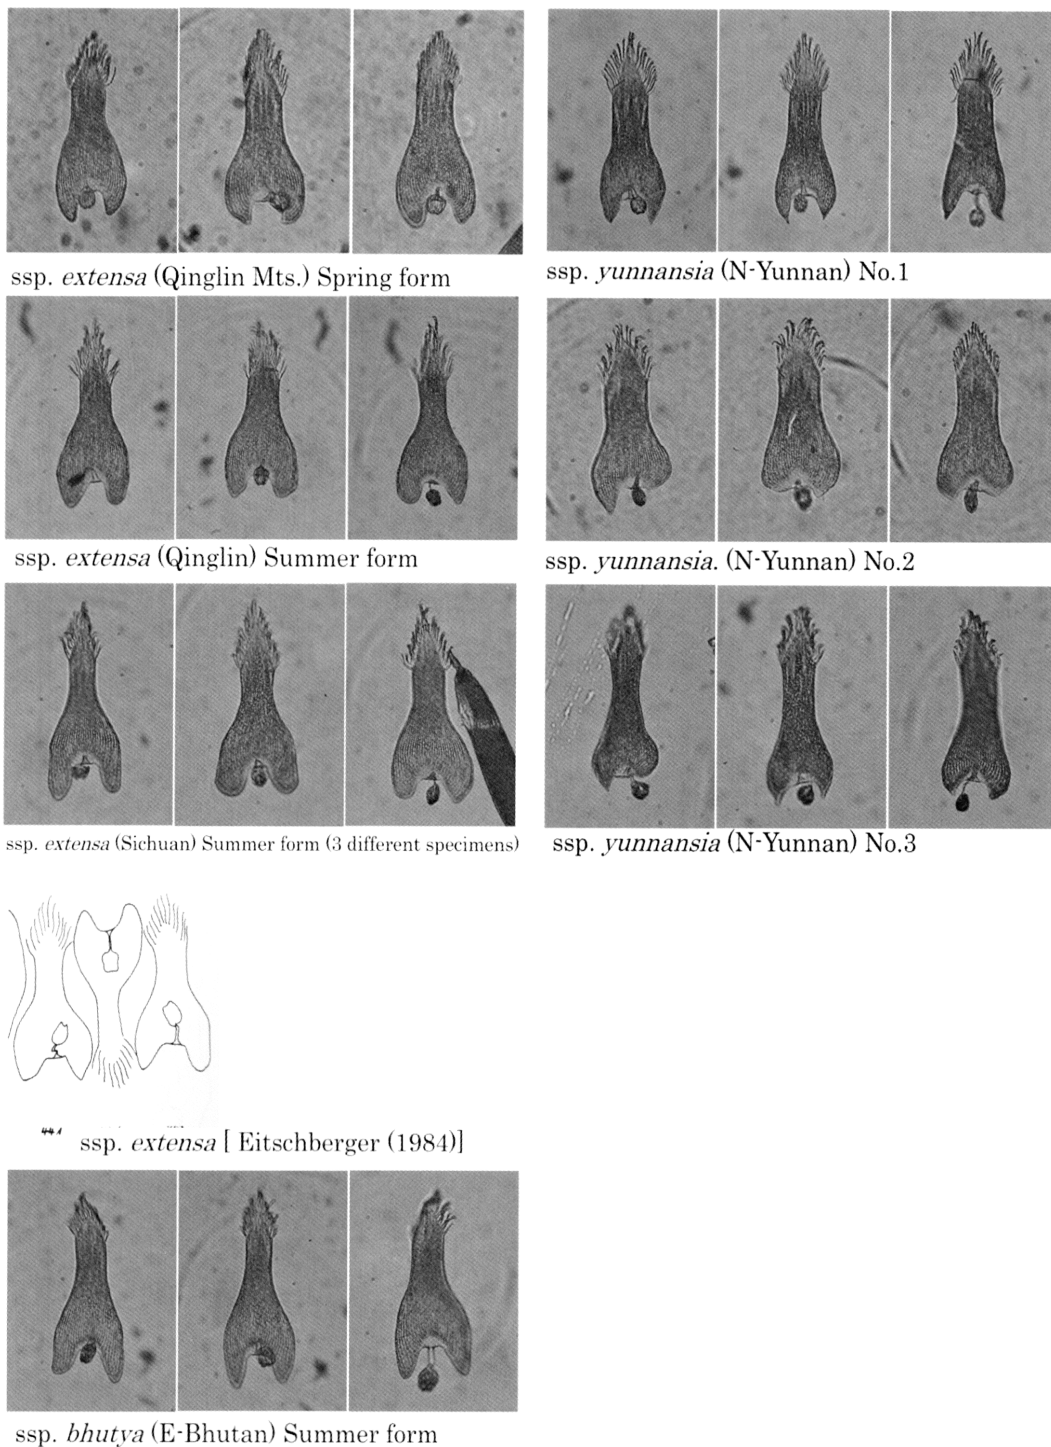 ssp. extensa (Qinglin Mts.) Spring form
ssp. yunnansia (N-Yunnan) No.1
ssp. extensa (Qinglin) Summer form
ssp. yunnansia. (N-Yunnan) No.2
ssp. extensa (Sichuan) Summer form (3 different specimens)
ssp. yunnansia (N-Yunnan) No.3
441 ssp. extensa [ Eitschberger (1984)]
ssp. bhutya (E-Bhutan) Summer form